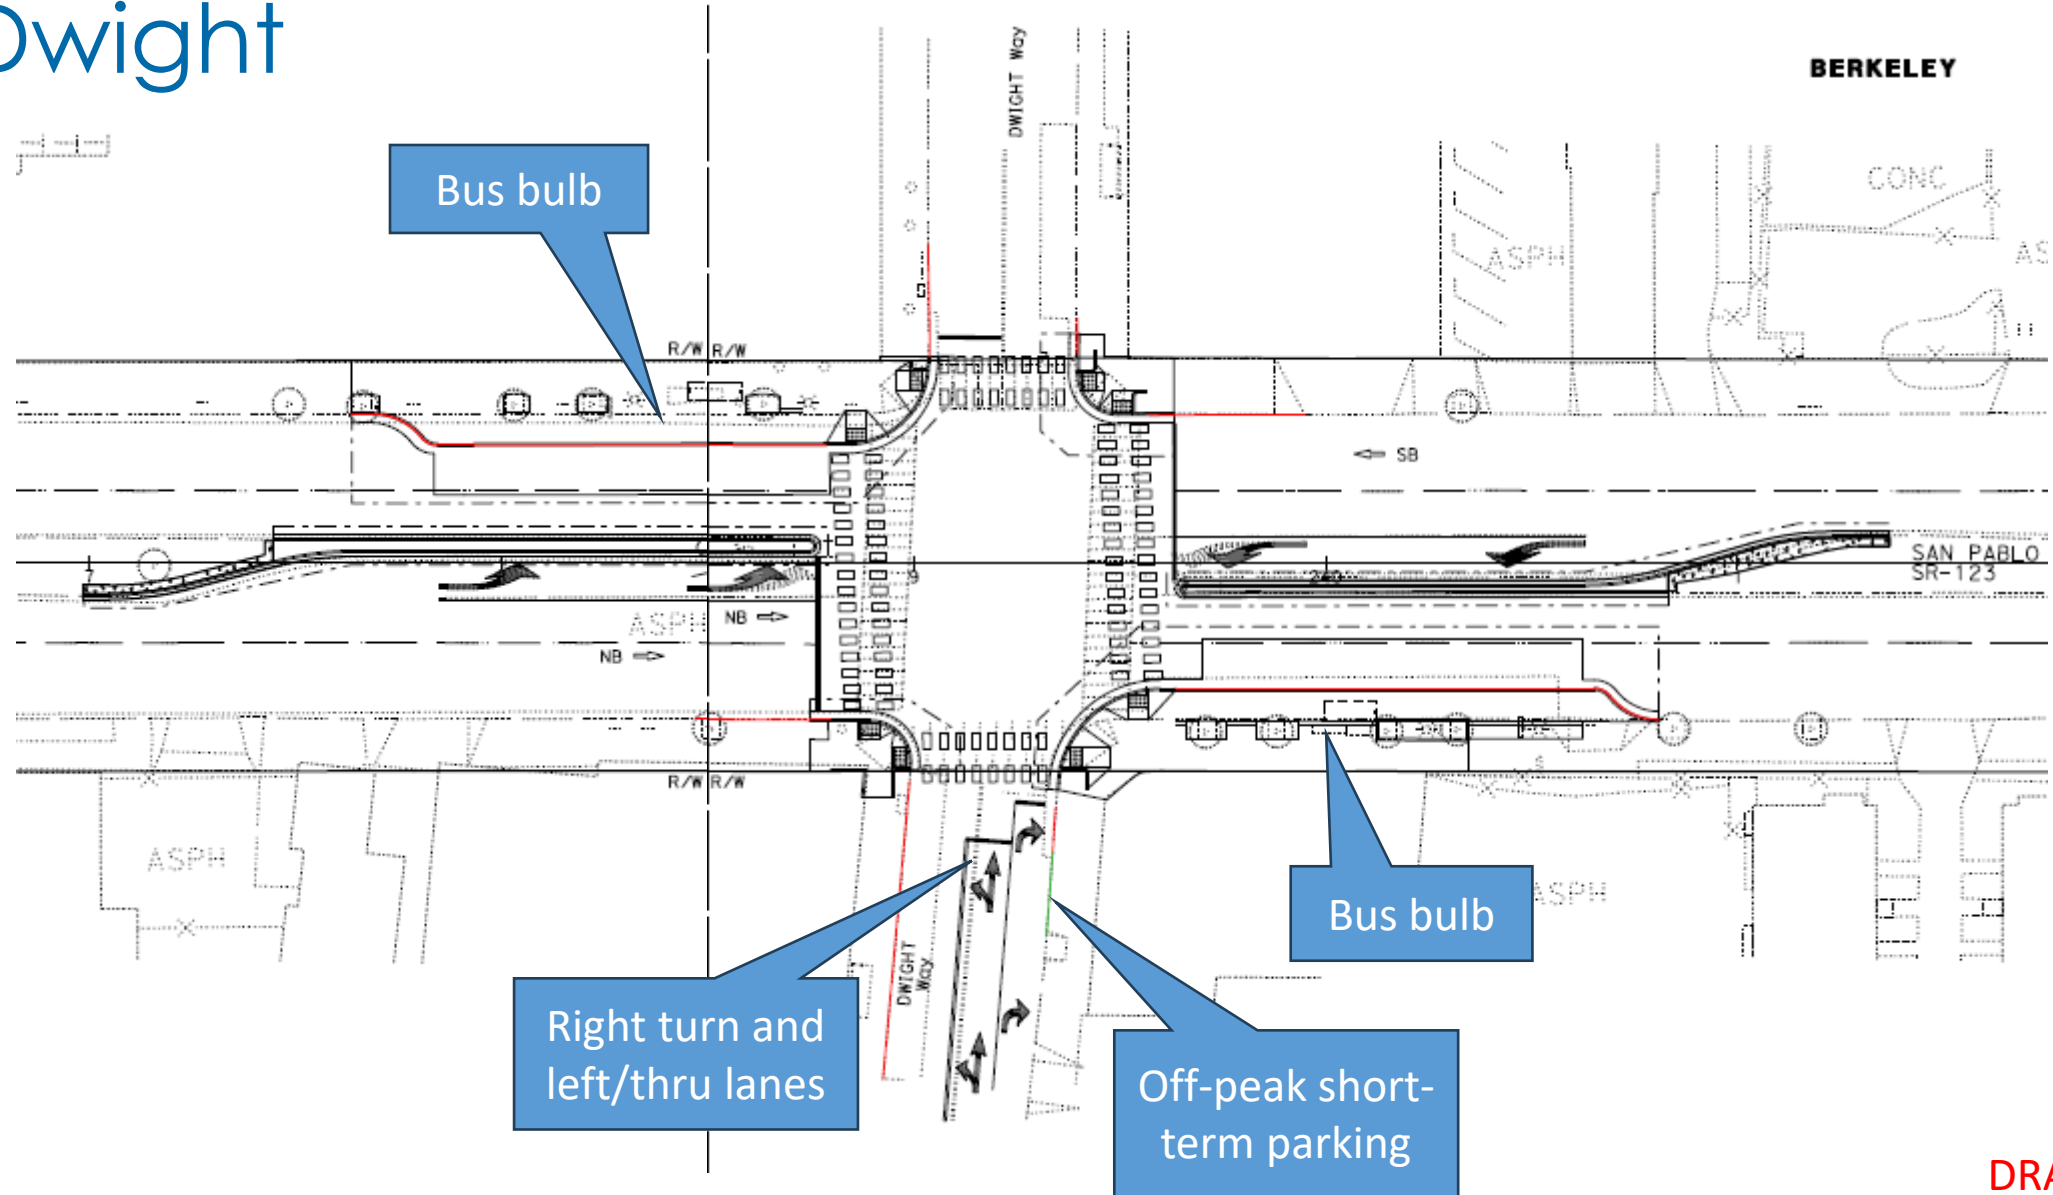 Dwight
BERKELEY
DWIGHT Way
CONC
Bus bulb
ASPH
R/W R/W
SB
SAN PABLO
SR-123
ASPH
NB
NB
R/W R/W
ASPH
ASPH
Bus bulb
DWIGHT
Way
Right turn and
left/thru lanes
Off-peak short-
term parking
DRA